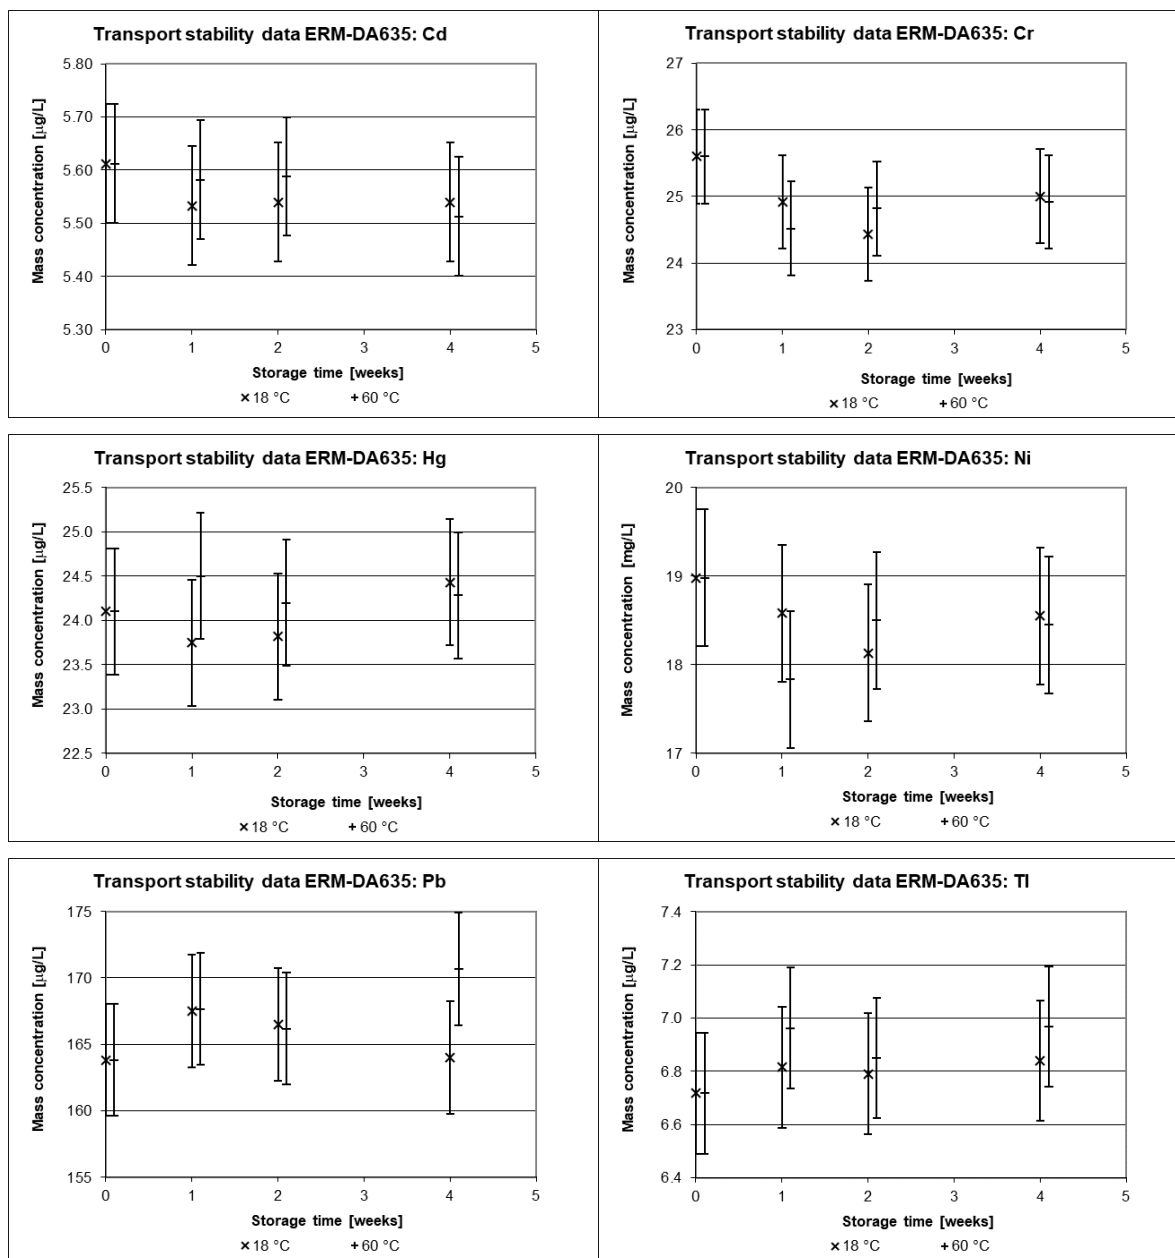 Transport stability data ERM-DA635: Cd
Mass concentration [µg/L]
5.80
5.70
5.60
5.50
5.40
5.30
0 1 2 3 4 5
Storage time [weeks]
× 18 °C + 60 °C
Transport stability data ERM-DA635: Cr
Mass concentration [µg/L]
27
26
25
24
23
0 1 2 3 4 5
Storage time [weeks]
× 18 °C + 60 °C
Transport stability data ERM-DA635: Hg
Mass concentration [µg/L]
25.5
25.0
24.5
24.0
23.5
23.0
22.5
0 1 2 3 4 5
Storage time [weeks]
× 18 °C + 60 °C
Transport stability data ERM-DA635: Ni
Mass concentration [mg/L]
20
19
18
17
0 1 2 3 4 5
Storage time [weeks]
× 18 °C + 60 °C
Transport stability data ERM-DA635: Pb
Mass concentration [µg/L]
175
170
165
160
155
0 1 2 3 4 5
Storage time [weeks]
× 18 °C + 60 °C
Transport stability data ERM-DA635: Tl
Mass concentration [µg/L]
7.4
7.2
7.0
6.8
6.6
6.4
0 1 2 3 4 5
Storage time [weeks]
× 18 °C + 60 °C